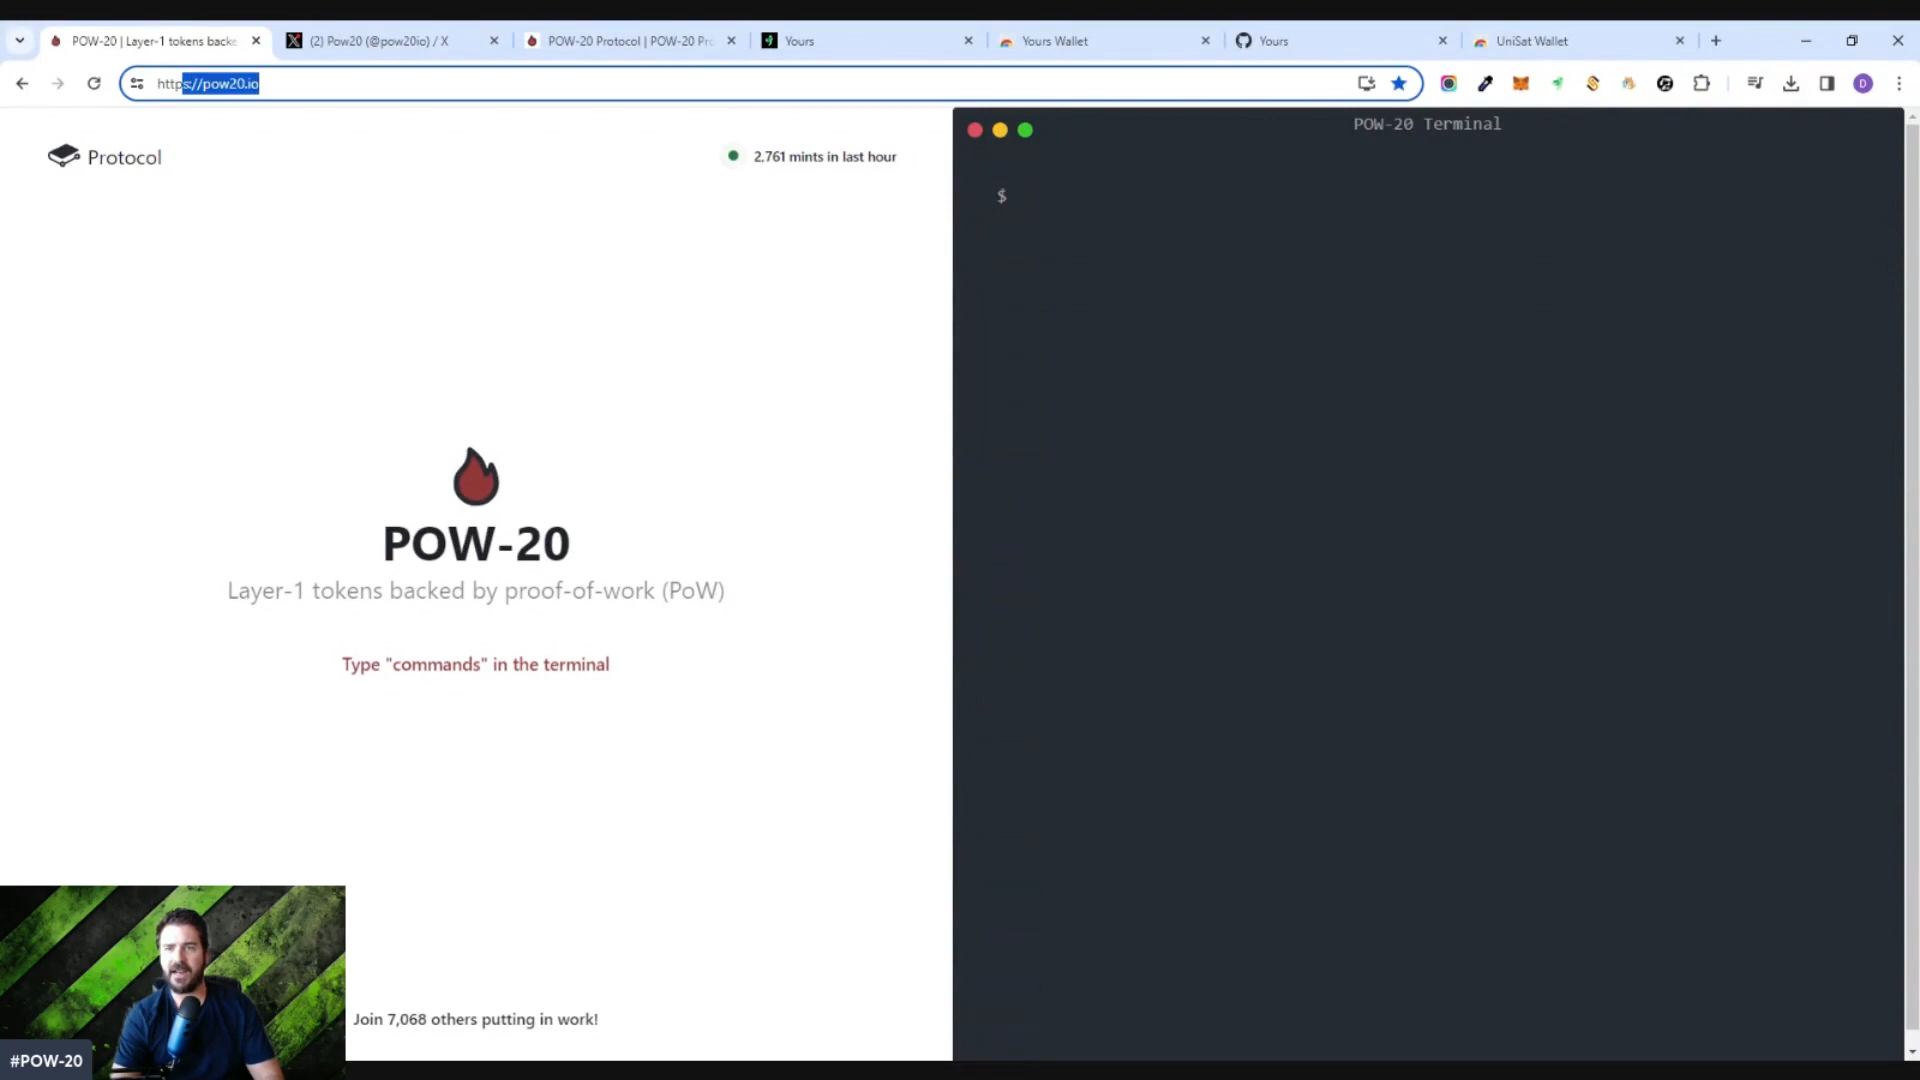 POW-20 | Layer-1 tokens backe
(2) Pow20 (@pow20io) / X
POW-20 Protocol | POW-20 Pro
Yours
Yours Wallet
Yours
UniSat Wallet
https://pow20.io
D
Protocol
2,761 mints in last hour
POW-20 Terminal
$
POW-20
Layer-1 tokens backed by proof-of-work (PoW)
Type "commands" in the terminal
Join 7,068 others putting in work!
#POW-20